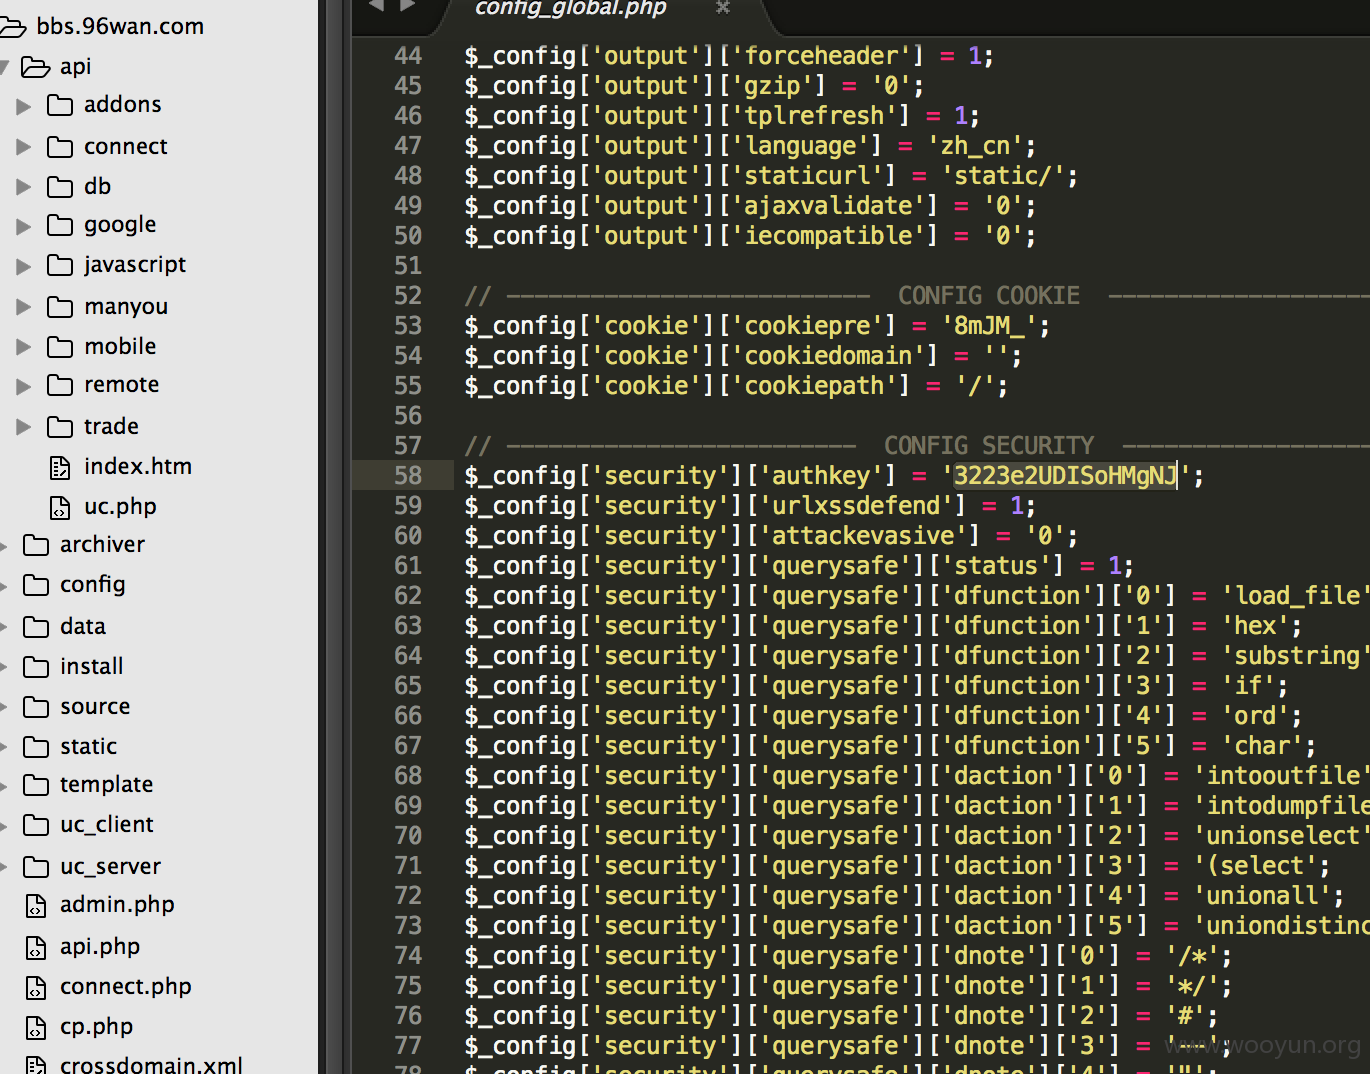 bbs.96wan.com
api
addons
connect
db
google
javascript
manyou
mobile
remote
trade
index.htm
uc.php
archiver
config
data
install
source
static
template
uc_client
uc_server
admin.php
api.php
connect.php
cp.php
crossdomain.xml
config_global.php ×
44 $_config['output']['forceheader'] = 1;
45 $_config['output']['gzip'] = '0';
46 $_config['output']['tplrefresh'] = 1;
47 $_config['output']['language'] = 'zh_cn';
48 $_config['output']['staticurl'] = 'static/';
49 $_config['output']['ajaxvalidate'] = '0';
50 $_config['output']['iecompatible'] = '0';
51
52 // -------------------------- CONFIG COOKIE -------------------
53 $_config['cookie']['cookiepre'] = '8mJM_';
54 $_config['cookie']['cookiedomain'] = '';
55 $_config['cookie']['cookiepath'] = '/';
56
57 // ------------------------- CONFIG SECURITY ------------------
58 $_config['security']['authkey'] = '3223e2UDISoHMgNJ';
59 $_config['security']['urlxssdefend'] = 1;
60 $_config['security']['attackevasive'] = '0';
61 $_config['security']['querysafe']['status'] = 1;
62 $_config['security']['querysafe']['dfunction']['0'] = 'load_file'
63 $_config['security']['querysafe']['dfunction']['1'] = 'hex';
64 $_config['security']['querysafe']['dfunction']['2'] = 'substring'
65 $_config['security']['querysafe']['dfunction']['3'] = 'if';
66 $_config['security']['querysafe']['dfunction']['4'] = 'ord';
67 $_config['security']['querysafe']['dfunction']['5'] = 'char';
68 $_config['security']['querysafe']['daction']['0'] = 'intooutfile'
69 $_config['security']['querysafe']['daction']['1'] = 'intodumpfile
70 $_config['security']['querysafe']['daction']['2'] = 'unionselect'
71 $_config['security']['querysafe']['daction']['3'] = '(select';
72 $_config['security']['querysafe']['daction']['4'] = 'unionall';
73 $_config['security']['querysafe']['daction']['5'] = 'uniondistinc
74 $_config['security']['querysafe']['dnote']['0'] = '/*';
75 $_config['security']['querysafe']['dnote']['1'] = '*/';
76 $_config['security']['querysafe']['dnote']['2'] = '#';
77 $_config['security']['querysafe']['dnote']['3'] = '--';
78 $_config['security']['querysafe']['dnote']['4'] = '"';
www.wooyun.org